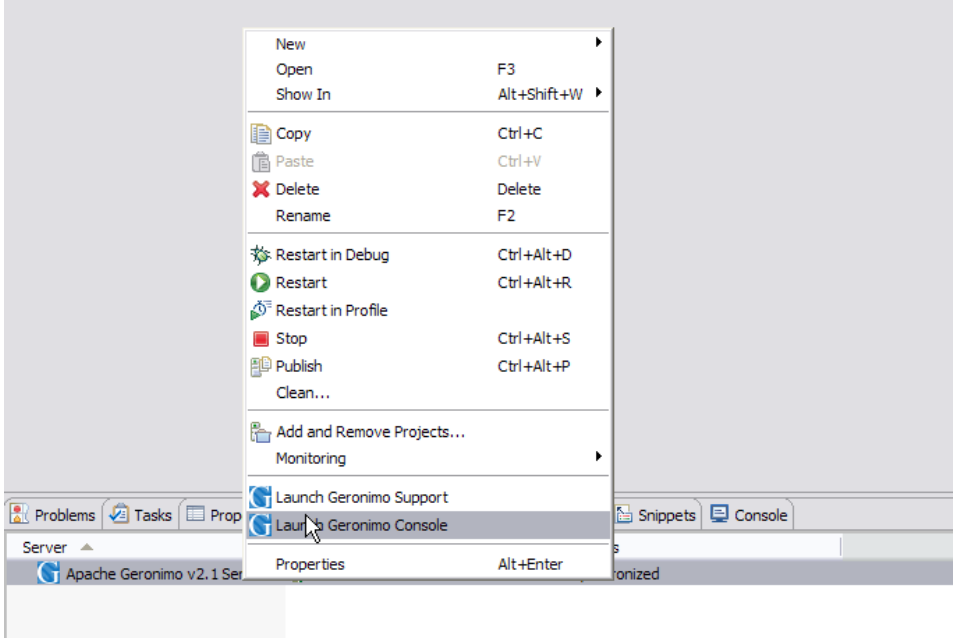 New
Open F3
Show In Alt+Shift+W
Copy Ctrl+C
Paste Ctrl+V
Delete Delete
Rename F2
Restart in Debug Ctrl+Alt+D
Restart Ctrl+Alt+R
Restart in Profile
Stop Ctrl+Alt+S
Publish Ctrl+Alt+P
Clean...
Add and Remove Projects...
Monitoring
Launch Geronimo Support
Launch Geronimo Console
Properties Alt+Enter
Problems Tasks Prop Snippets Console
Server s
Apache Geronimo v2.1 Ser ronized